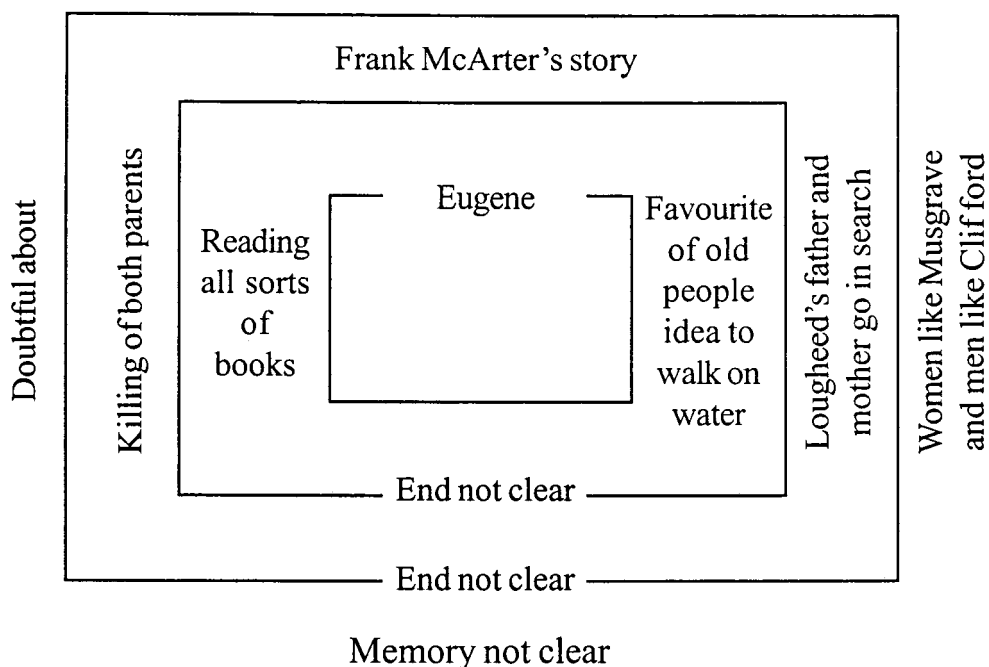 Frank McArter's story
Doubtful about
Killing of both parents
Reading
all sorts
of
books
Eugene
Favourite
of old
people
idea to
walk on
water
Lougheed's father and
mother go in search
Women like Musgrave
and men like Clif ford
End not clear
End not clear
Memory not clear